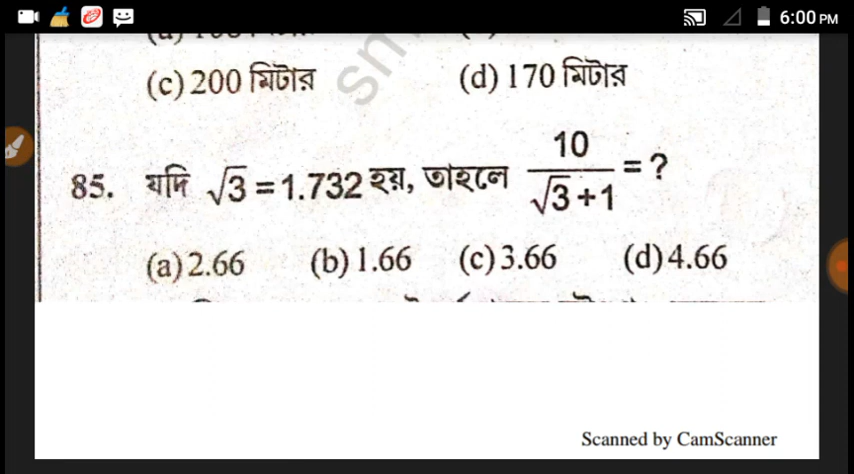 6:00 PM
(c) 200 মিটার (d) 170 মিটার
85. যদি √3 = 1.732 হয়, তাহলে 10/(√3+1) = ?
(a) 2.66 (b) 1.66 (c) 3.66 (d) 4.66
Scanned by CamScanner